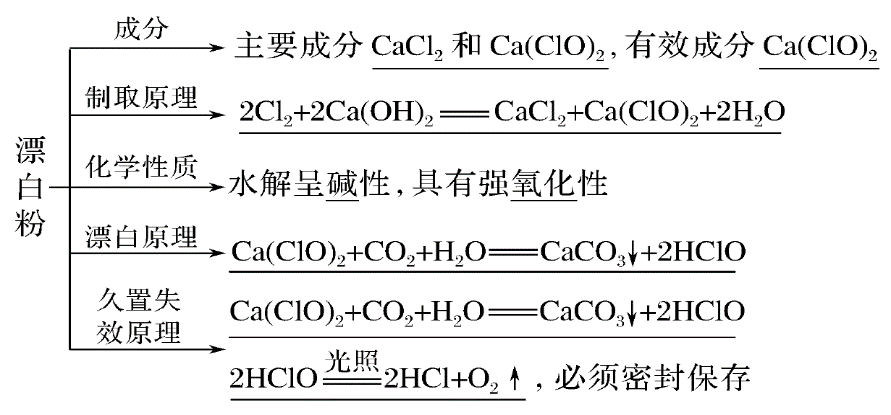 漂白粉
成分
主要成分 CaCl₂ 和 Ca(ClO)₂, 有效成分 Ca(ClO)₂
制取原理
2Cl₂+2Ca(OH)₂══CaCl₂+Ca(ClO)₂+2H₂O
化学性质
水解呈碱性, 具有强氧化性
漂白原理
Ca(ClO)₂+CO₂+H₂O══CaCO₃↓+2HClO
久置失
效原理
Ca(ClO)₂+CO₂+H₂O══CaCO₃↓+2HClO
光照
2HClO══2HCl+O₂↑, 必须密封保存